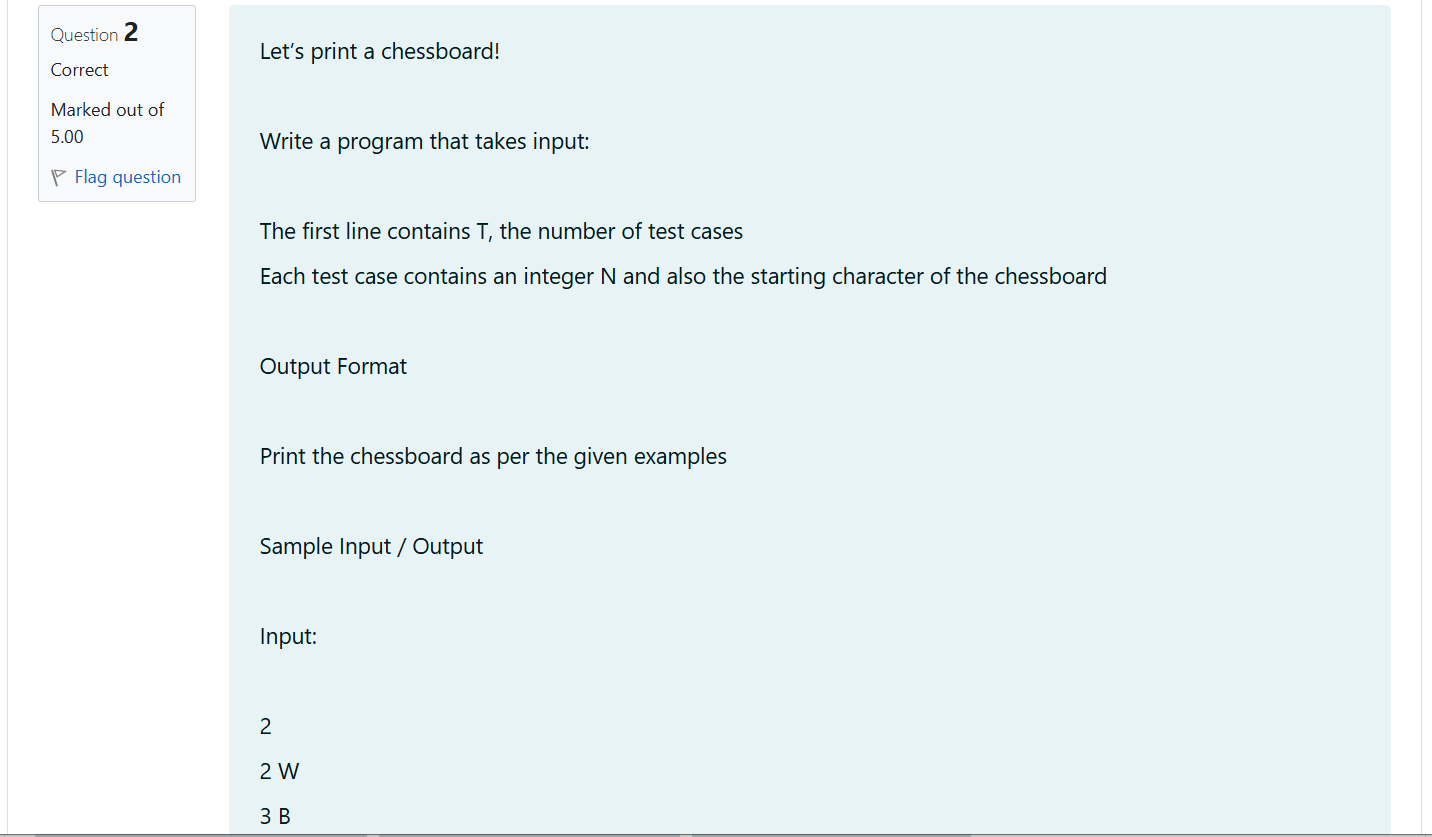 Question 2
Correct
Marked out of
5.00
Flag question
Let’s print a chessboard!
Write a program that takes input:
The first line contains T, the number of test cases
Each test case contains an integer N and also the starting character of the chessboard
Output Format
Print the chessboard as per the given examples
Sample Input / Output
Input:
2
2 W
3 B